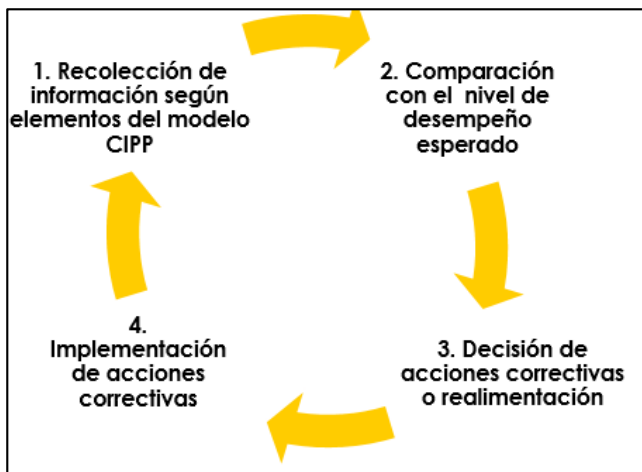 1. Recolección de
información según
elementos del modelo
CIPP
2. Comparación
con el nivel de
desempeño
esperado
3. Decisión de
acciones correctivas
o realimentación
4.
Implementación
de acciones
correctivas